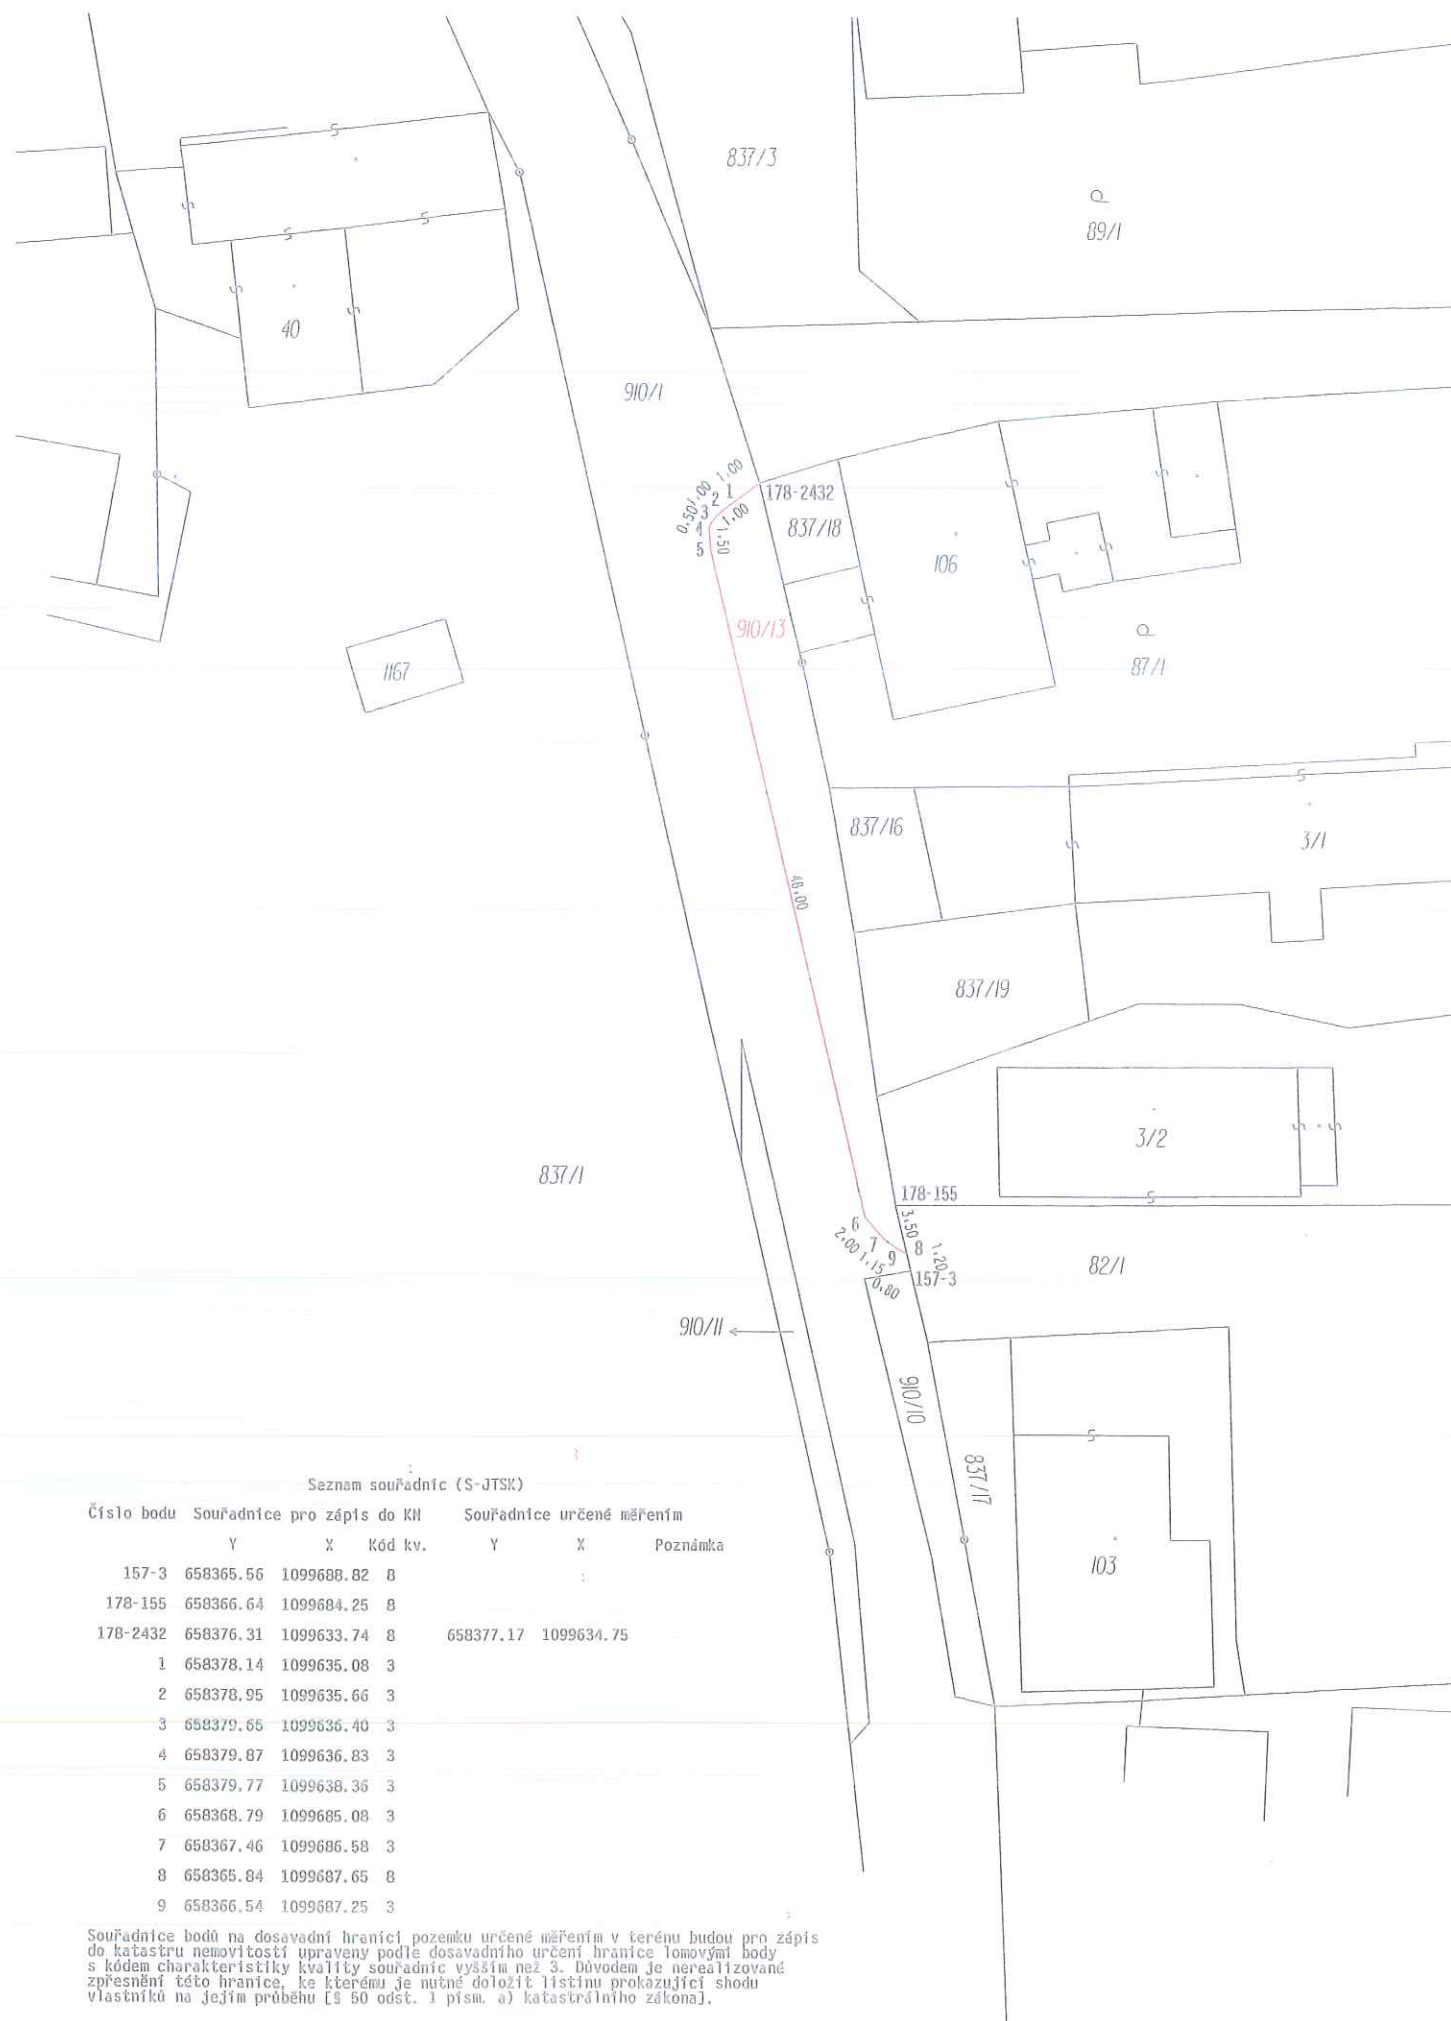 837/3
89/1
40
910/1
1,00
1,00
0,50
1
2
3
4
5
1,00
1,50
178-2432
837/18
106
910/13
1167
87/1
837/16
3/1
48,00
837/19
3/2
837/1
178-155
6
7
9
8
3,50
1,20
2,00
1,15
0,80
157-3
82/1
910/11
910/10
837/17
103
Seznam souřadnic (S-JTSK)
Číslo bodu Souřadnice pro zápis do KN Souřadnice určené měřením
Y X Kód kv. Y X Poznámka
157-3 658365.56 1099688.82 8
178-155 658366.64 1099684.25 8
178-2432 658376.31 1099633.74 8 658377.17 1099634.75
1 658378.14 1099635.08 3
2 658378.95 1099635.66 3
3 658379.65 1099636.40 3
4 658379.87 1099636.83 3
5 658379.77 1099638.36 3
6 658368.79 1099685.08 3
7 658367.46 1099686.58 3
8 658365.84 1099687.65 8
9 658366.54 1099687.25 3
Souřadnice bodů na dosavadní hranici pozemku určené měřením v terénu budou pro zápis
do katastru nemovitostí upraveny podle dosavadního určení hranice lomovými body
s kódem charakteristiky kvality souřadnic vyšším než 3. Důvodem je nerealizované
zpřesnění této hranice, ke kterému je nutné doložit listinu prokazující shodu
vlastníků na jejím průběhu [§ 50 odst. 1 písm. a) katastrálního zákona].